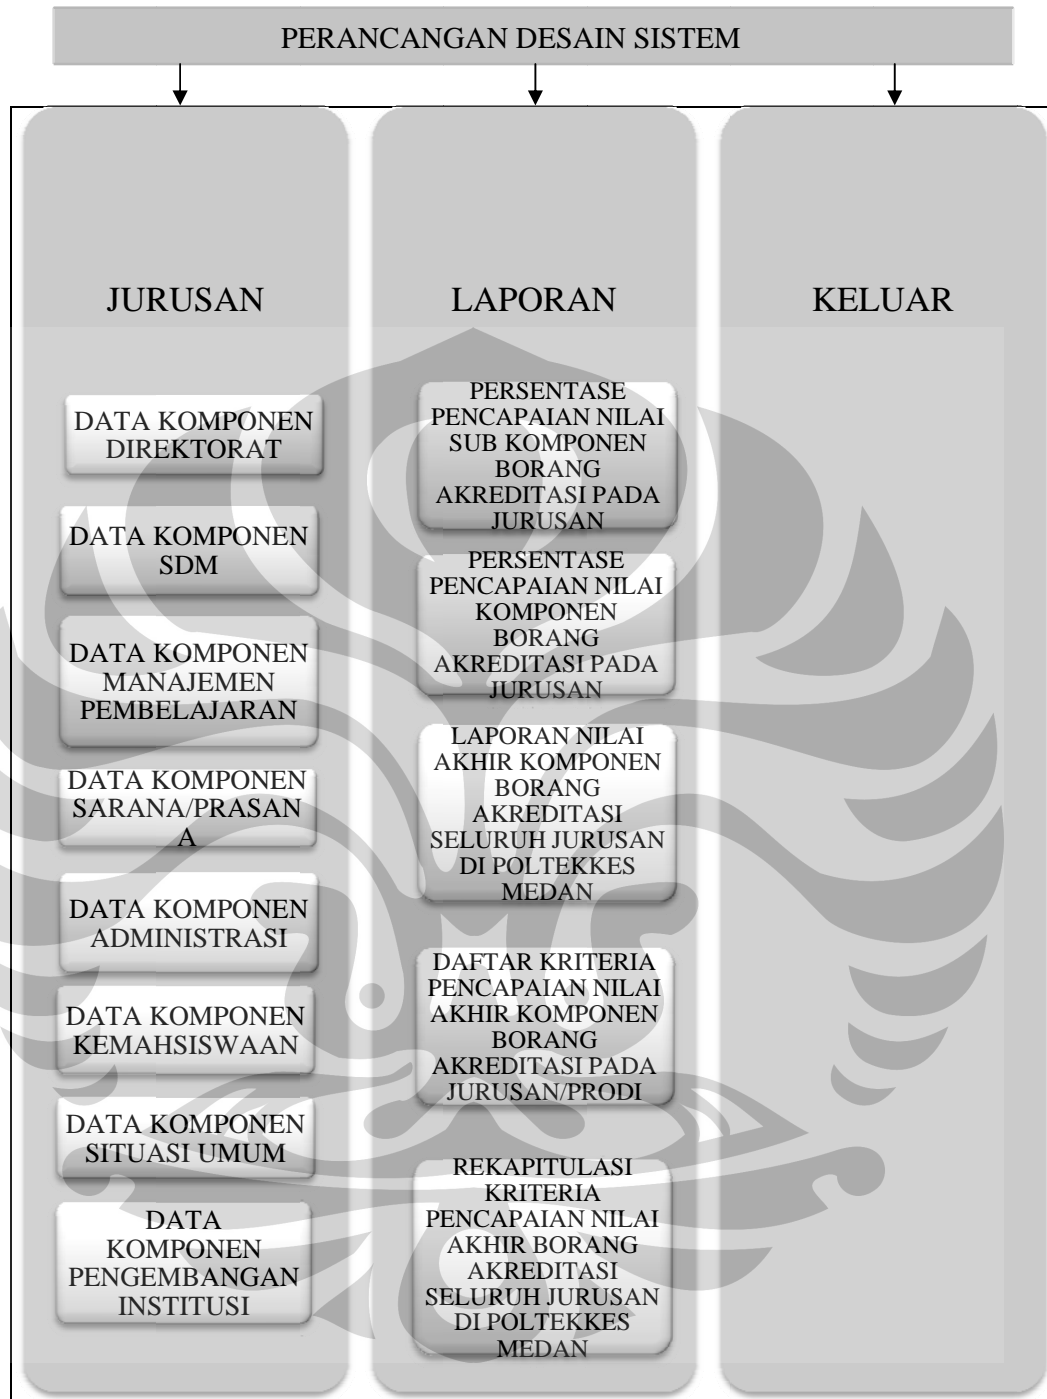 PERANCANGAN DESAIN SISTEM
JURUSAN
DATA KOMPONEN
DIREKTORAT
DATA KOMPONEN
SDM
DATA KOMPONEN
MANAJEMEN
PEMBELAJARAN
DATA KOMPONEN
SARANA/PRASAN
A
DATA KOMPONEN
ADMINISTRASI
DATA KOMPONEN
KEMAHSISWAAN
DATA KOMPONEN
SITUASI UMUM
DATA
KOMPONEN
PENGEMBANGAN
INSTITUSI
LAPORAN
PERSENTASE
PENCAPAIAN NILAI
SUB KOMPONEN
BORANG
AKREDITASI PADA
JURUSAN
PERSENTASE
PENCAPAIAN NILAI
KOMPONEN
BORANG
AKREDITASI PADA
JURUSAN
LAPORAN NILAI
AKHIR KOMPONEN
BORANG
AKREDITASI
SELURUH JURUSAN
DI POLTEKKES
MEDAN
DAFTAR KRITERIA
PENCAPAIAN NILAI
AKHIR KOMPONEN
BORANG
AKREDITASI PADA
JURUSAN/PRODI
REKAPITULASI
KRITERIA
PENCAPAIAN NILAI
AKHIR BORANG
AKREDITASI
SELURUH JURUSAN
DI POLTEKKES
MEDAN
KELUAR